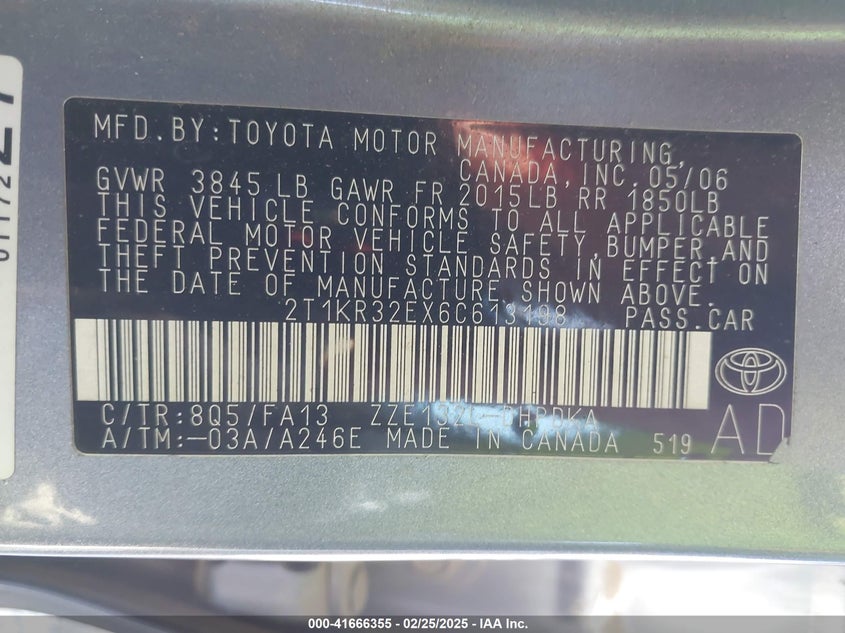 MFD.BY:TOYOTA MOTOR MANUFACTURING,
CANADA,INC.05/06
GVWR 3845LB GAWR FR 2015LB RR 1850LB
THIS VEHICLE CONFORMS TO ALL APPLICABLE
FEDERAL MOTOR VEHICLE SAFETY,BUMPER,AND
THEFT PREVENTION STANDARDS IN EFFECT ON
THE DATE OF MANUFACTURE SHOWN ABOVE.
2T1KR32EX6C613198 PASS.CAR
C/TR:8Q5/FA13
A/TM:-03A/A246E MADE IN CANADA 519
AD
000-41666355 - 02/25/2025 - IAA Inc.